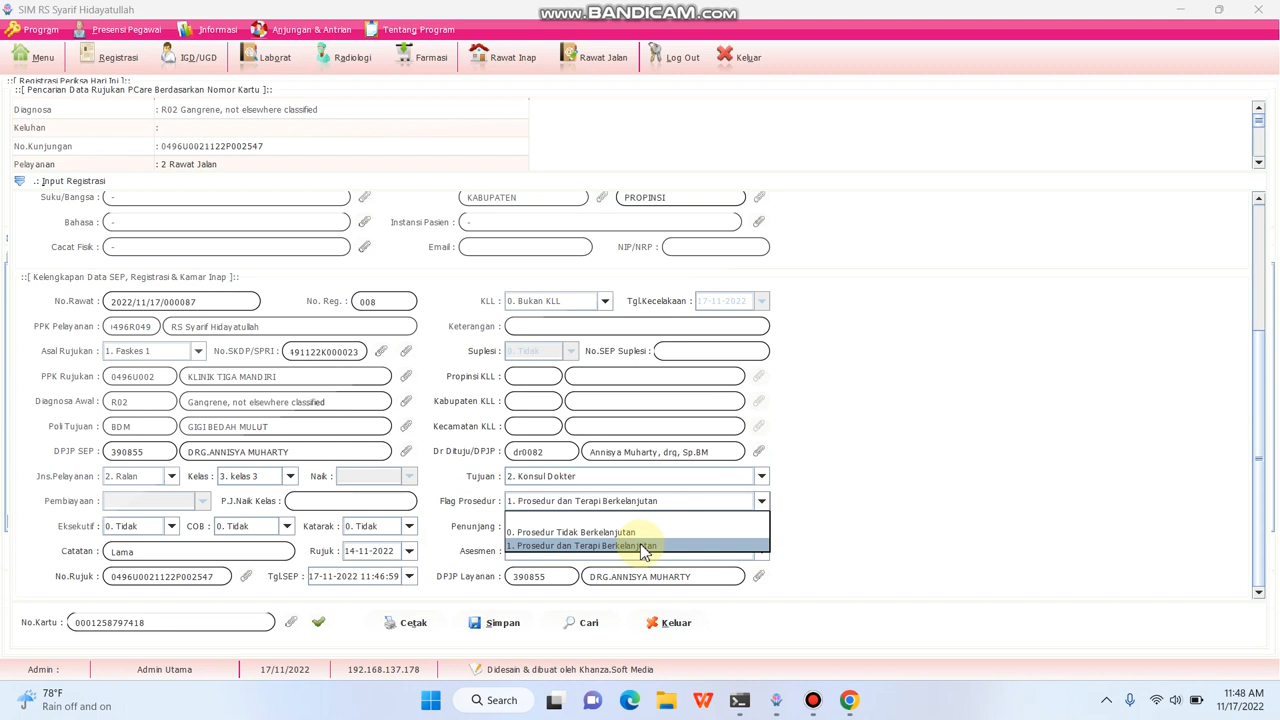 SIM RS Syarif Hidayatullah
www.BANDICAM.com
Program Presensi Pegawai Informasi Anjungan & Antrian Tentang Program
Menu Registrasi IGD/UGD Laborat Radiologi Farmasi Rawat Inap Rawat Jalan Log Out Keluar
::[ Registrasi Periksa Hari Ini ]::
::[ Pencarian Data Rujukan PCare Berdasarkan Nomor Kartu ]::
Diagnosa : R02 Gangrene, not elsewhere classified
Keluhan :
No.Kunjungan : 0496U0021122P002547
Pelayanan : 2 Rawat Jalan
.: Input Registrasi
Suku/Bangsa : - KABUPATEN PROPINSI
Bahasa : - Instansi Pasien : -
Cacat Fisik : - Email : NIP/NRP :
::[ Kelengkapan Data SEP, Registrasi & Kamar Inap ]::
No.Rawat : 2022/11/17/000087 No. Reg. : 008 KLL : 0. Bukan KLL Tgl.Kecelakaan : 17-11-2022
PPK Pelayanan : 0496R049 RS Syarif Hidayatullah Keterangan :
Asal Rujukan : 1. Faskes 1 No.SKDP/SPRI : 491122K000023 Suplesi : 0. Tidak No.SEP Suplesi :
PPK Rujukan : 0496U002 KLINIK TIGA MANDIRI Propinsi KLL :
Diagnosa Awal : R02 Gangrene, not elsewhere classified Kabupaten KLL :
Poli Tujuan : BDM GIGI BEDAH MULUT Kecamatan KLL :
DPJP SEP : 390855 DRG.ANNISYA MUHARTY Dr Dituju/DPJP : dr0082 Annisya Muharty, drg, Sp.BM
Jns.Pelayanan : 2. Ralan Kelas : 3. kelas 3 Naik : Tujuan : 2. Konsul Dokter
Pembiayaan : P.J.Naik Kelas : Flag Prosedur : 1. Prosedur dan Terapi Berkelanjutan
Eksekutif : 0. Tidak COB : 0. Tidak Katarak : 0. Tidak Penunjang : 0. Prosedur Tidak Berkelanjutan
1. Prosedur dan Terapi Berkelanjutan
Catatan : Lama Rujuk : 14-11-2022 Asesmen :
No.Rujuk : 0496U0021122P002547 Tgl.SEP : 17-11-2022 11:46:59 DPJP Layanan : 390855 DRG.ANNISYA MUHARTY
No.Kartu : 0001258797418 Cetak Simpan Cari Keluar
Admin : Admin Utama 17/11/2022 192.168.137.178 Didesain & dibuat oleh Khanza.Soft Media
78°F
Rain off and on
Search
11:48 AM
11/17/2022